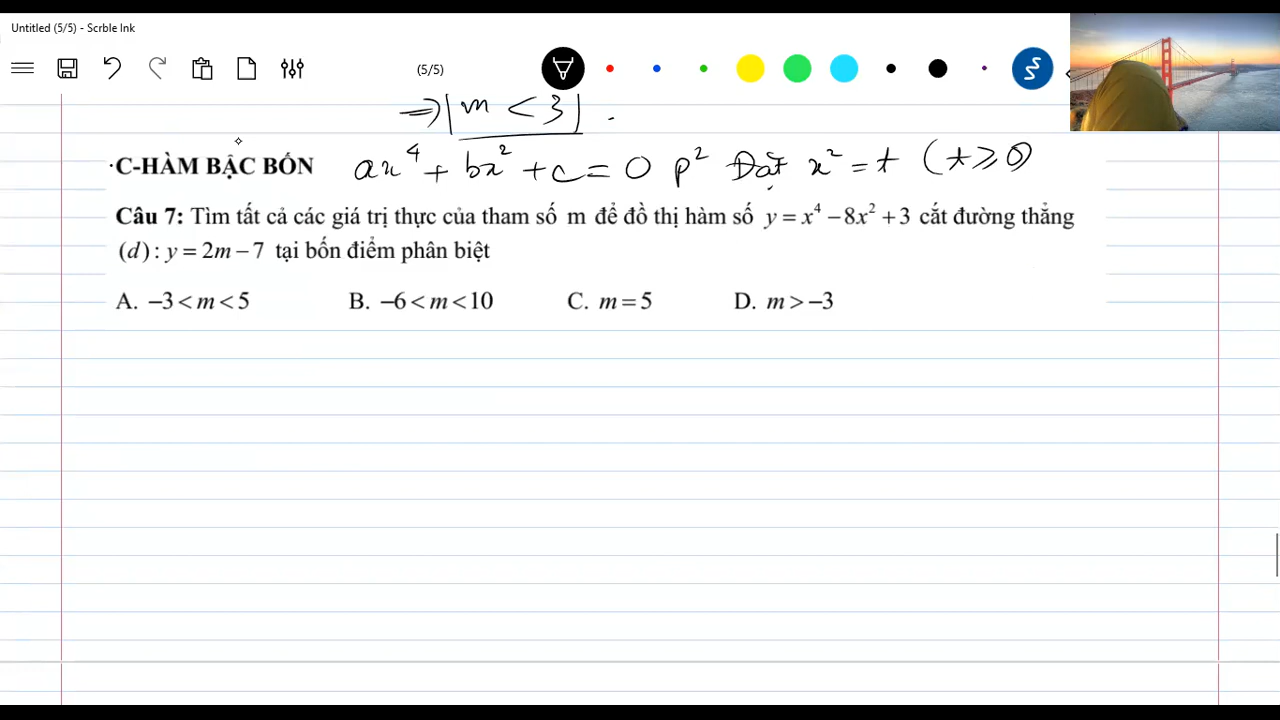 Untitled (5/5) - Scrble Ink
(5/5)
⇒ m < 3 .
·C-HÀM BẬC BỐN ax⁴ + bx² + c = 0 p² Đặt x² = t (t ≥ 0)
Câu 7: Tìm tất cả các giá trị thực của tham số m để đồ thị hàm số y = x⁴ − 8x² + 3 cắt đường thẳng
(d) : y = 2m − 7 tại bốn điểm phân biệt
A. −3 < m < 5 B. −6 < m < 10 C. m = 5 D. m > −3